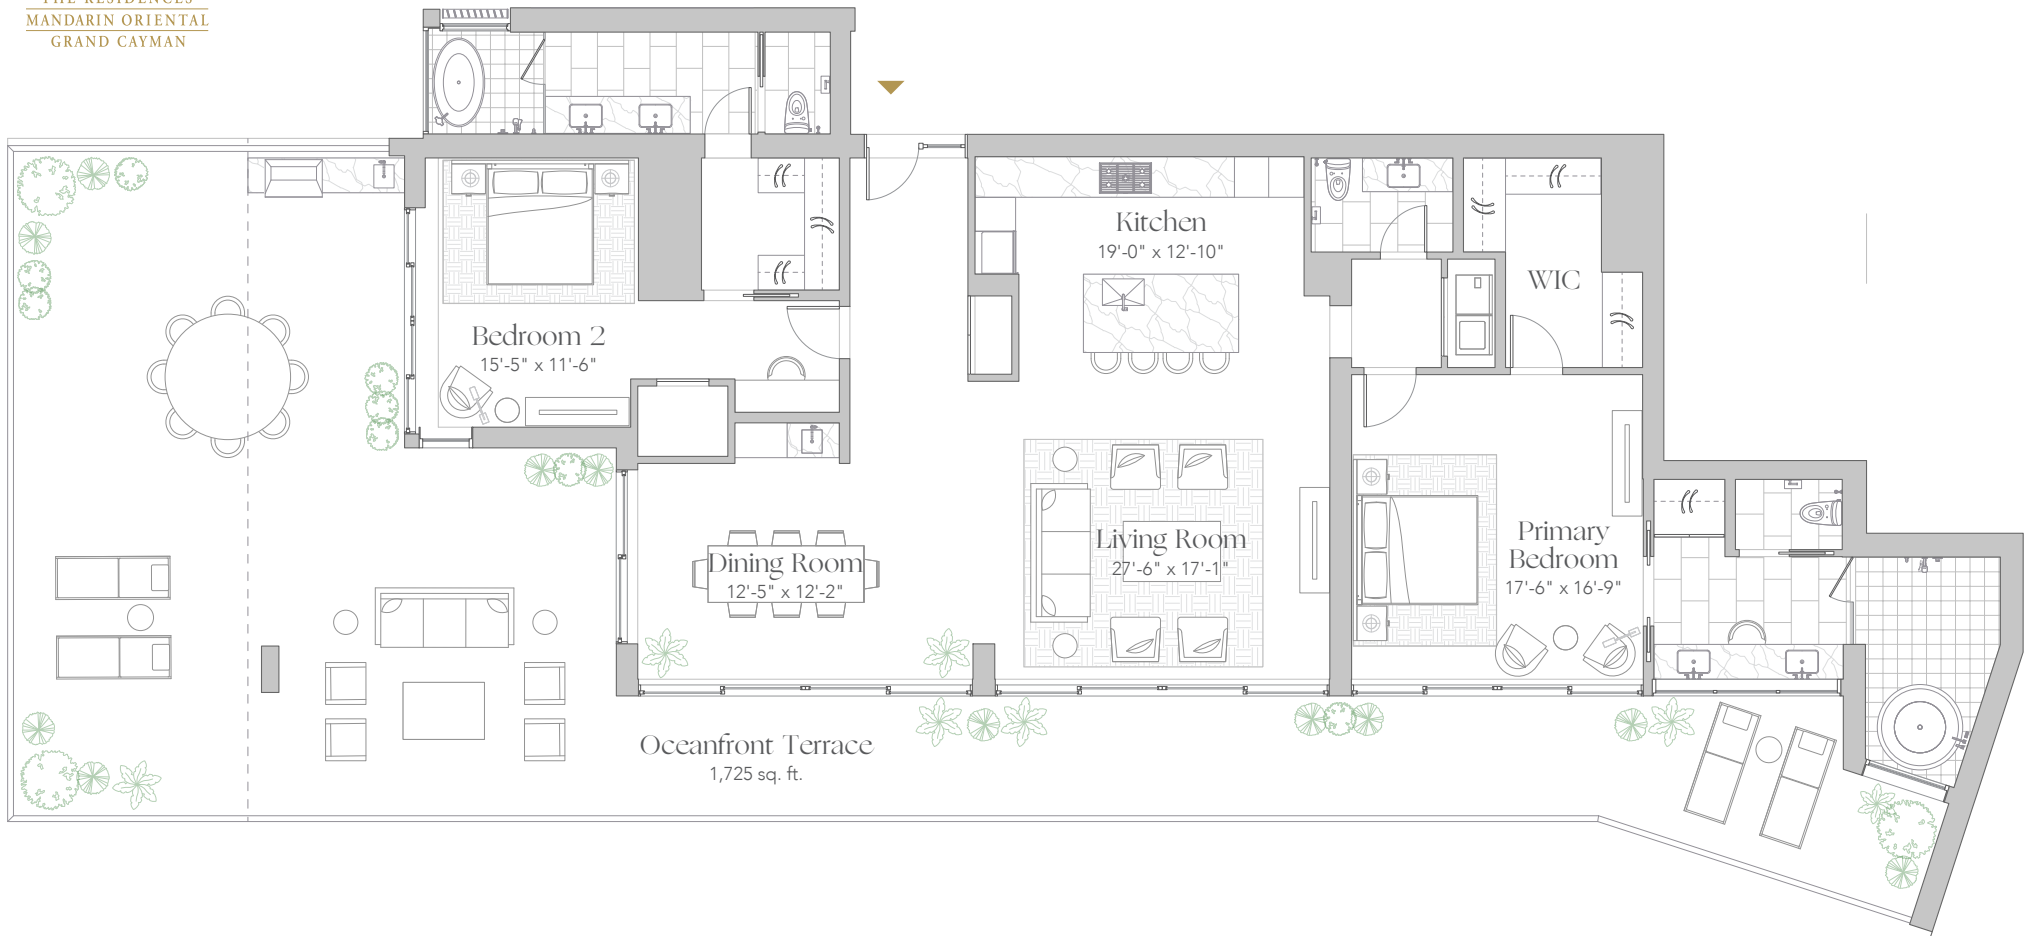 THE RESIDENCES
MANDARIN ORIENTAL
GRAND CAYMAN
Kitchen
19'-0" x 12'-10"
WIC
Bedroom 2
15'-5" x 11'-6"
Living Room
27'-6" x 17'-1"
Primary
Bedroom
17'-6" x 16'-9"
Dining Room
12'-5" x 12'-2"
Oceanfront Terrace
1,725 sq. ft.